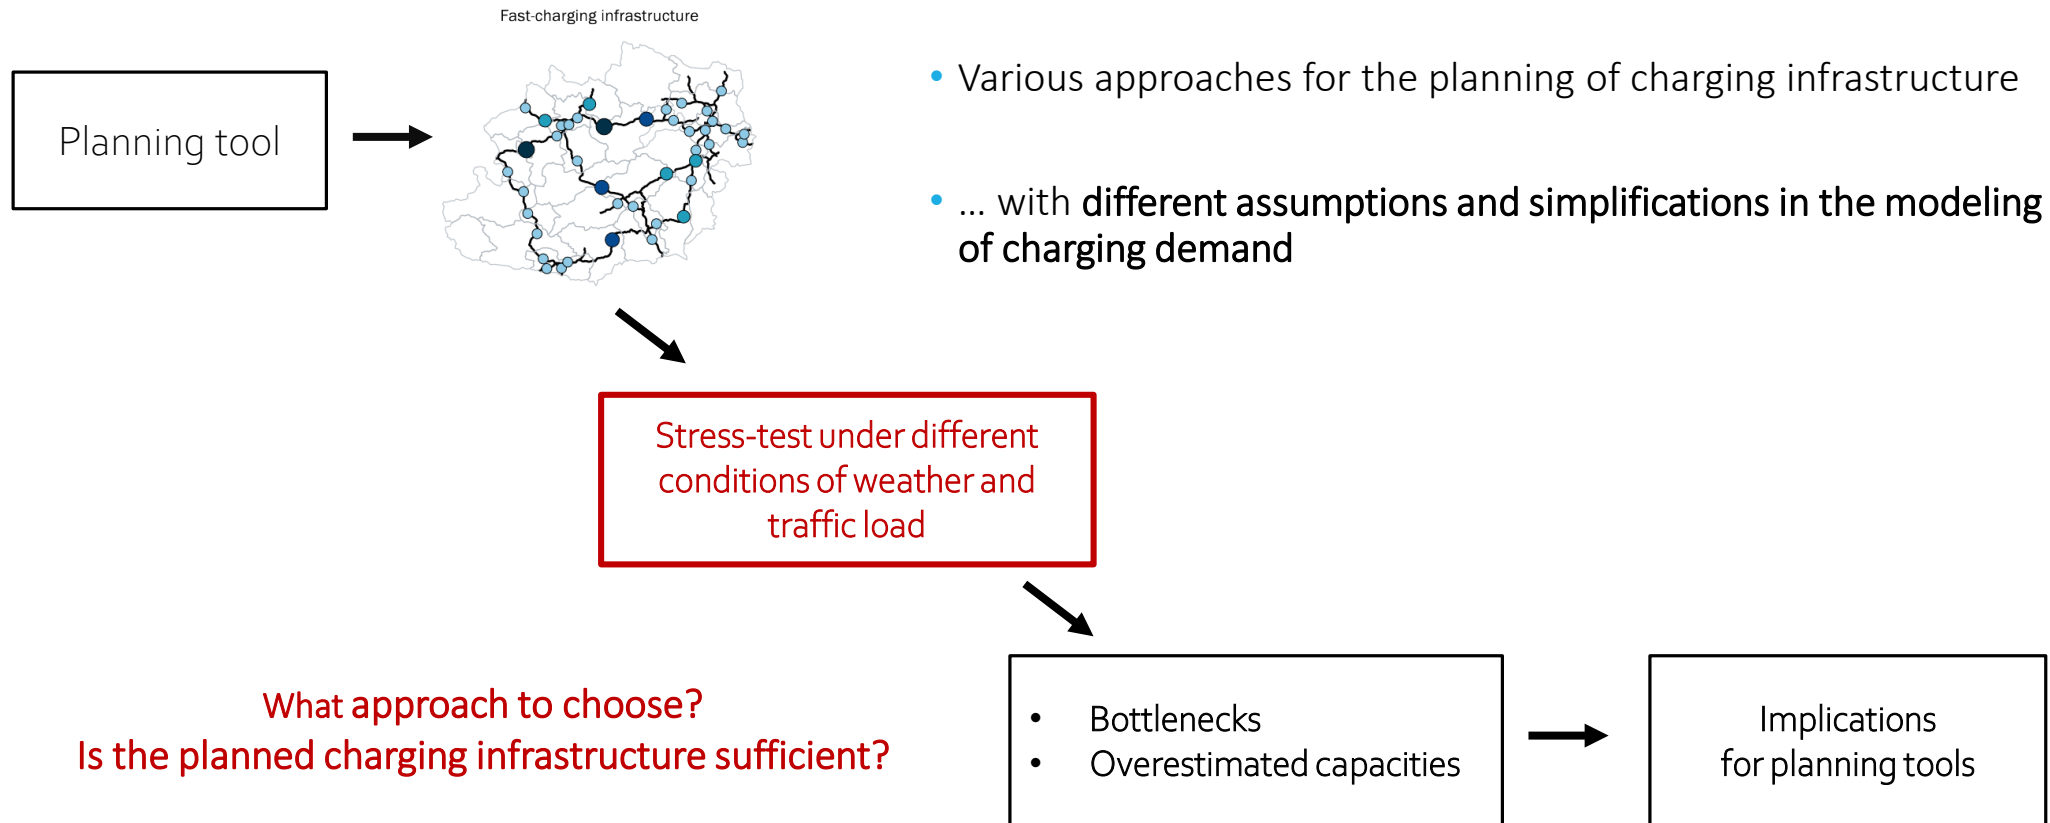 Fast-charging infrastructure
Planning tool
• Various approaches for the planning of charging infrastructure
• ... with different assumptions and simplifications in the modeling
of charging demand
Stress-test under different
conditions of weather and
traffic load
What approach to choose?
Is the planned charging infrastructure sufficient?
• Bottlenecks
• Overestimated capacities
Implications
for planning tools